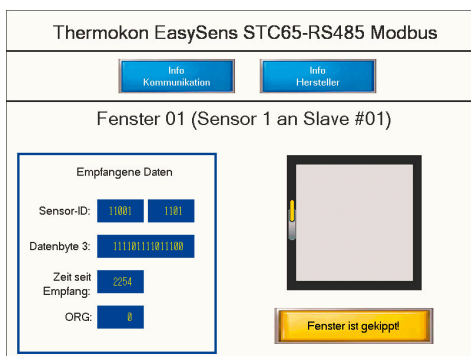 Thermokon EasySens STC65-RS485 Modbus
Info
Kommunikation
Info
Hersteller
Fenster 01 (Sensor 1 an Slave #01)
Empfangene Daten
Sensor-ID: 11001 1101
Datenbyte 3: 111101111011100
Zeit seit
Empfang: 2254
ORG: 0
Fenster ist gekippt!